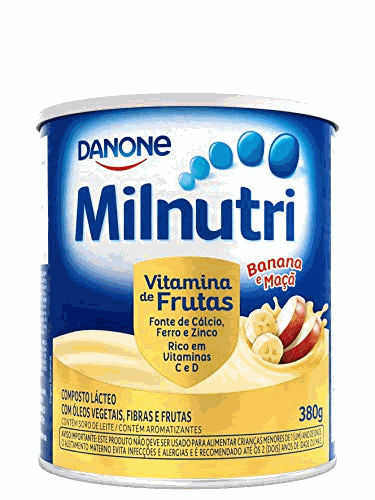 DANONE
Milnutri
Vitamina
de Frutas
Banana
e Maçã
Fonte de Cálcio,
Ferro e Zinco
Rico em
Vitaminas
C e D
COMPOSTO LÁCTEO
COM ÓLEOS VEGETAIS, FIBRAS E FRUTAS
CONTÉM SORO DE LEITE / CONTÉM AROMATIZANTES
380g
AVISO IMPORTANTE: ESTE PRODUTO NÃO DEVE SER USADO PARA ALIMENTAR CRIANÇAS MENORES DE 1 (UM) ANO DE IDADE.
O ALEITAMENTO MATERNO EVITA INFECÇÕES E ALERGIAS E É RECOMENDADO ATÉ OS 2 (DOIS) ANOS DE IDADE OU MAIS.